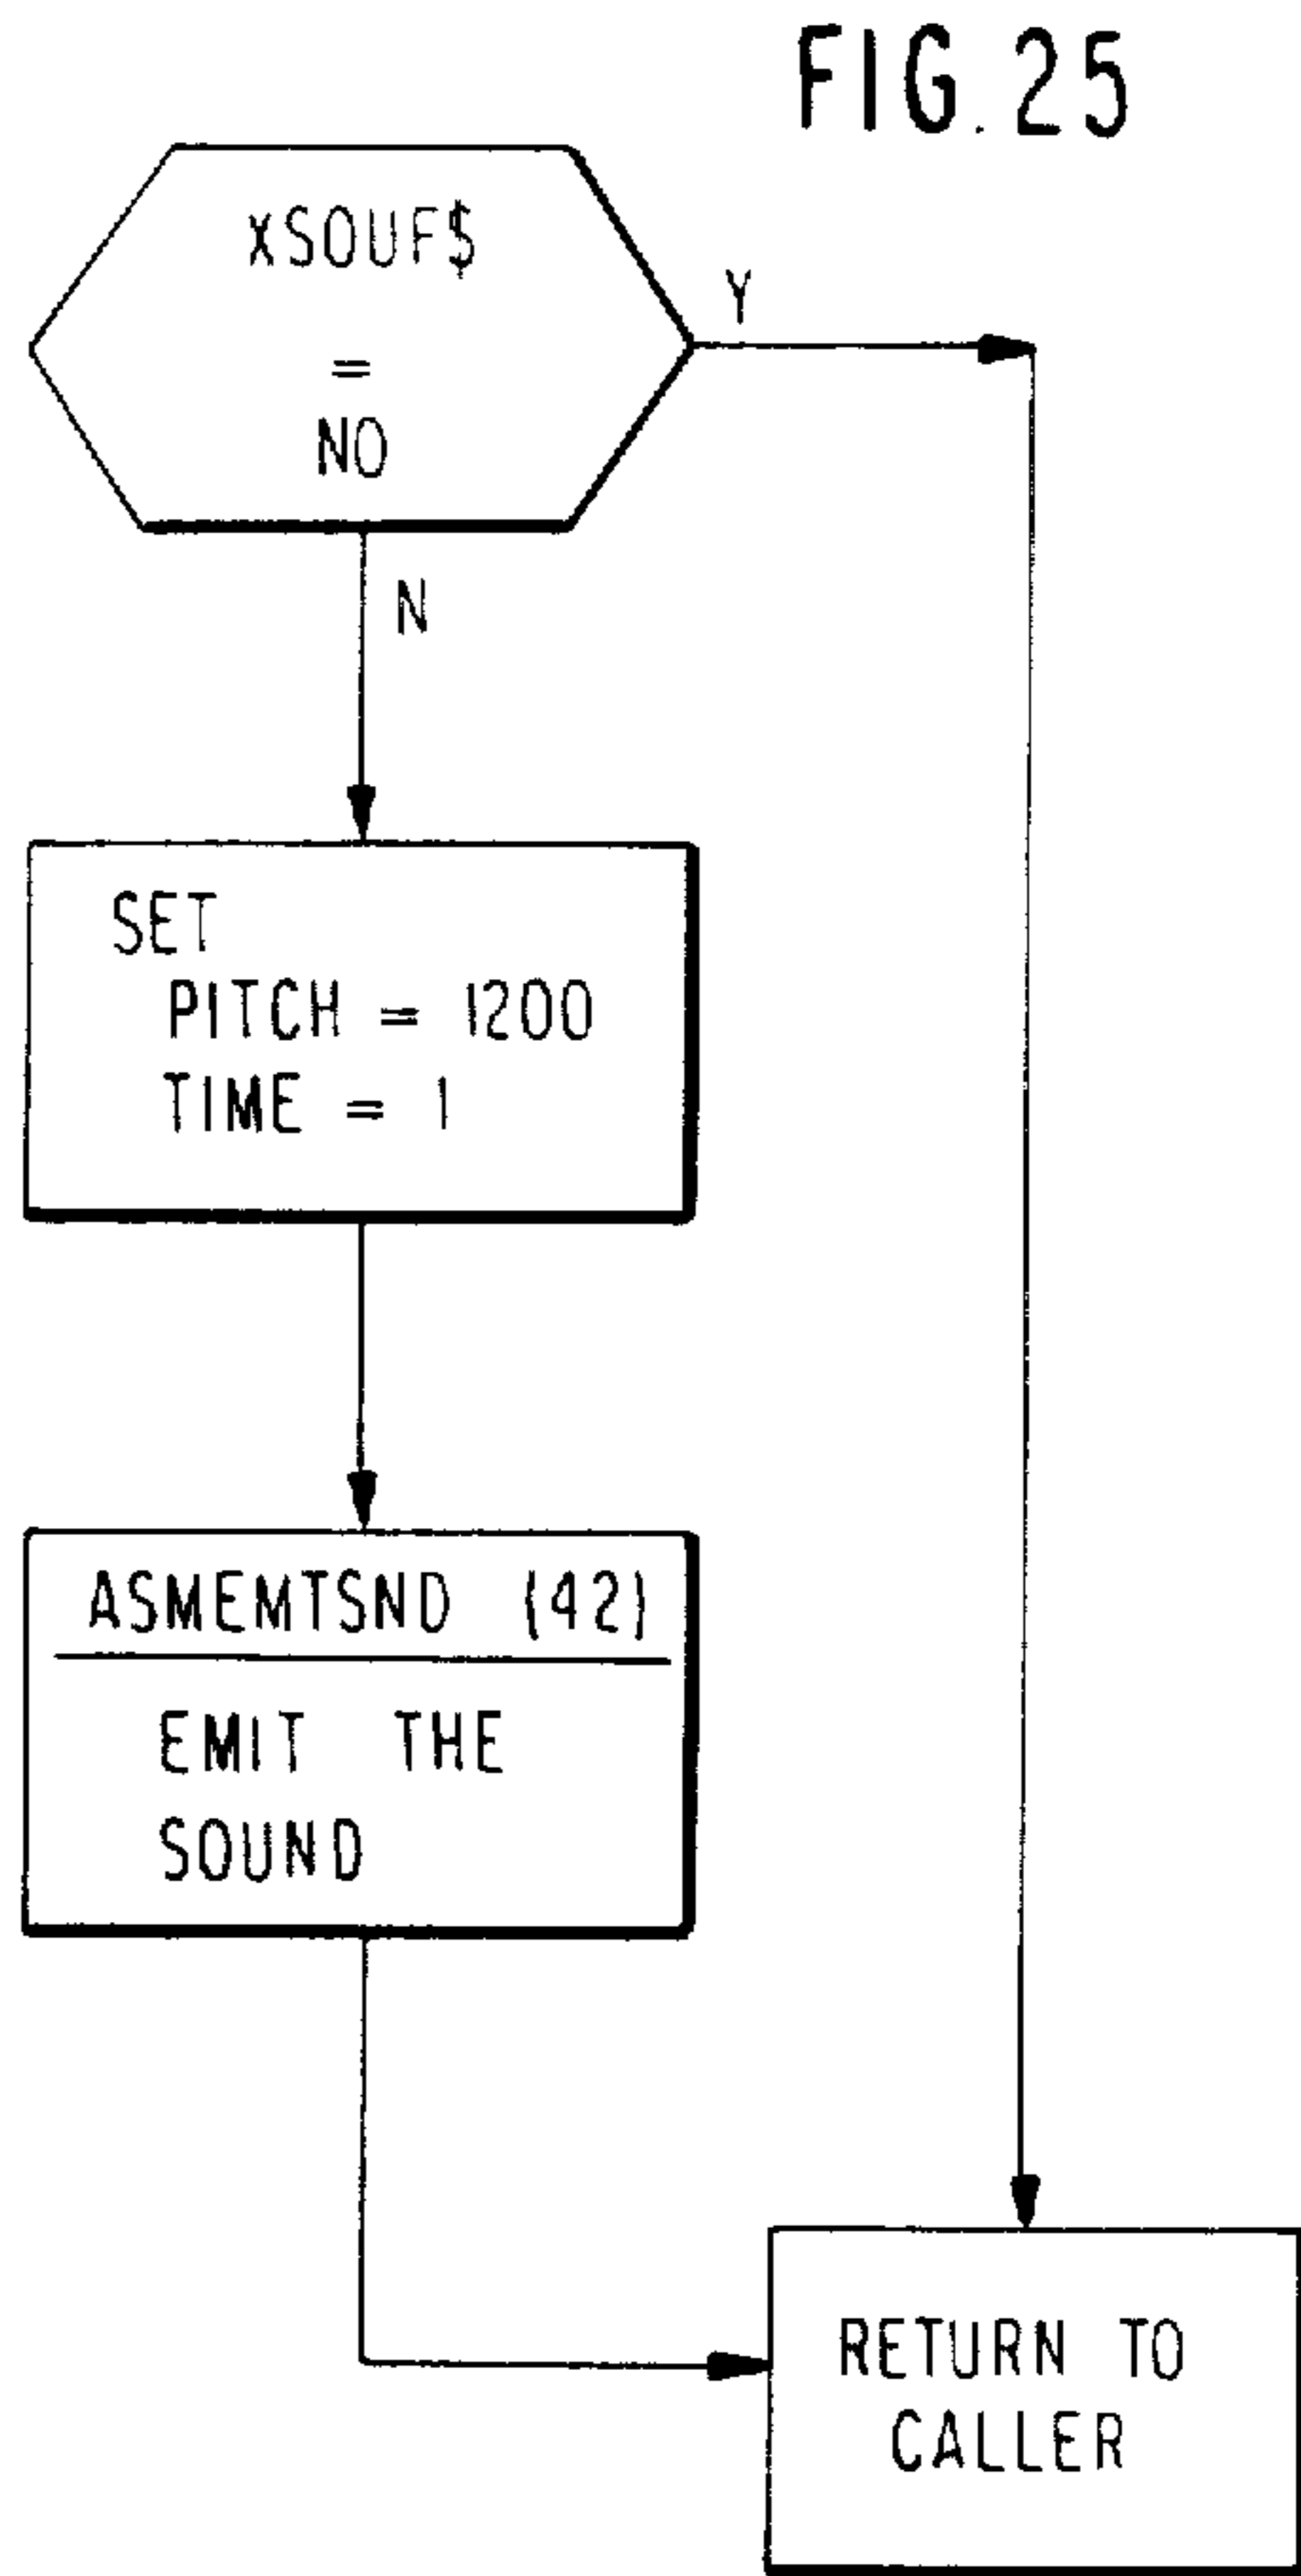 FIG. 25
XSOUF$
=
NO
Y
N
SET
PITCH = 1200
TIME = 1
ASMEMTSND (42)
EMIT THE
SOUND
RETURN TO
CALLER